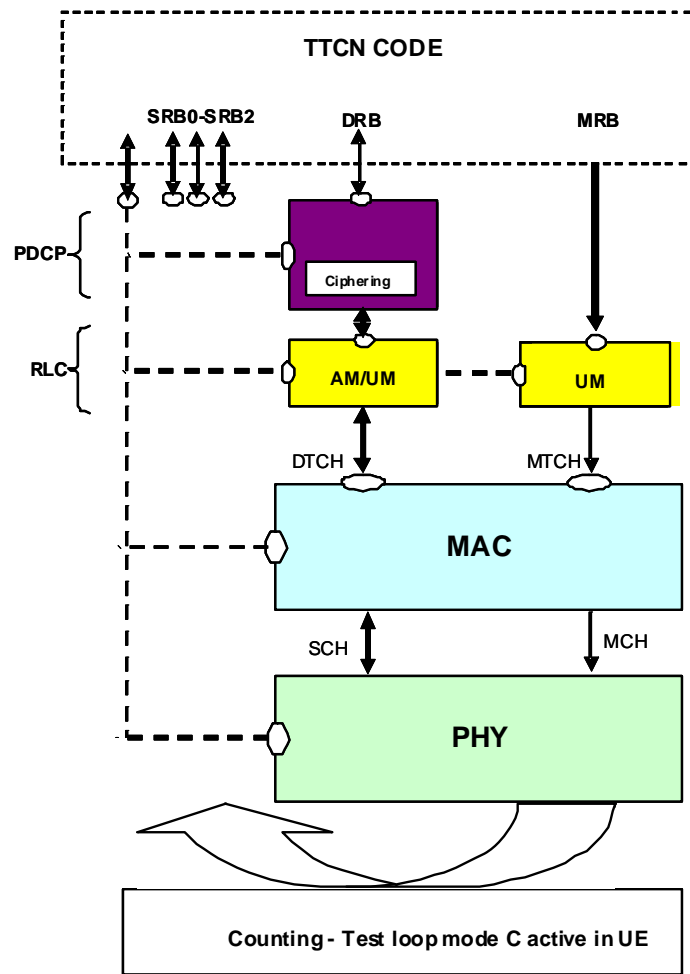 TTCN CODE
SRB0-SRB2
DRB
MRB
PDCP
Ciphering
RLC
AM/UM
UM
DTCH
MTCH
MAC
SCH
MCH
PHY
Counting - Test loop mode C active in UE